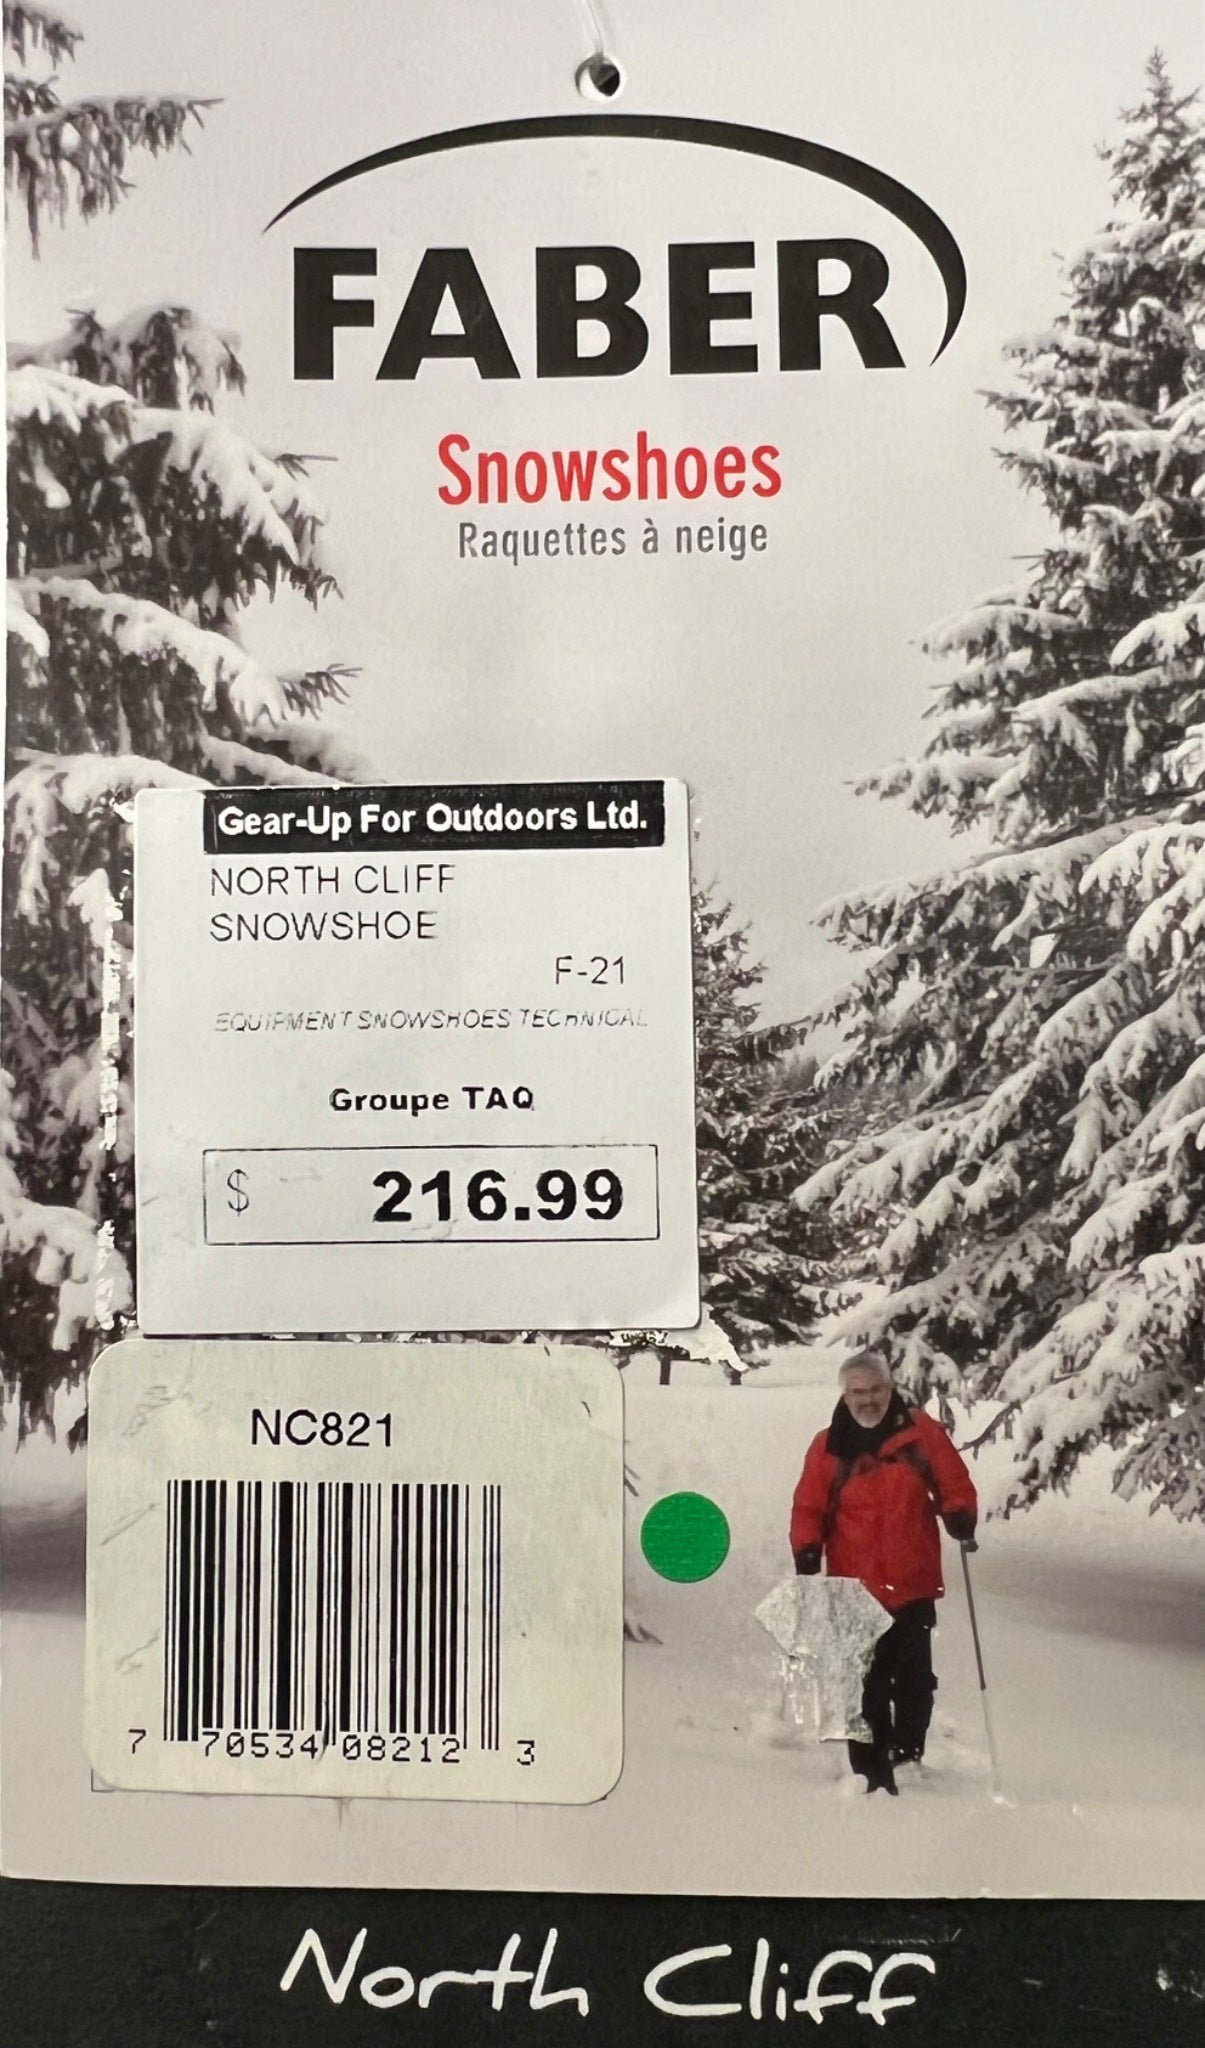 FABER
Snowshoes
Raquettes à neige
Gear-Up For Outdoors Ltd.
NORTH CLIFF
SNOWSHOE
F-21
EQUIPMENT SNOWSHOES TECHNICAL
Groupe TAQ
$ 216.99
NC821
7 70534 08212 3
North Cliff